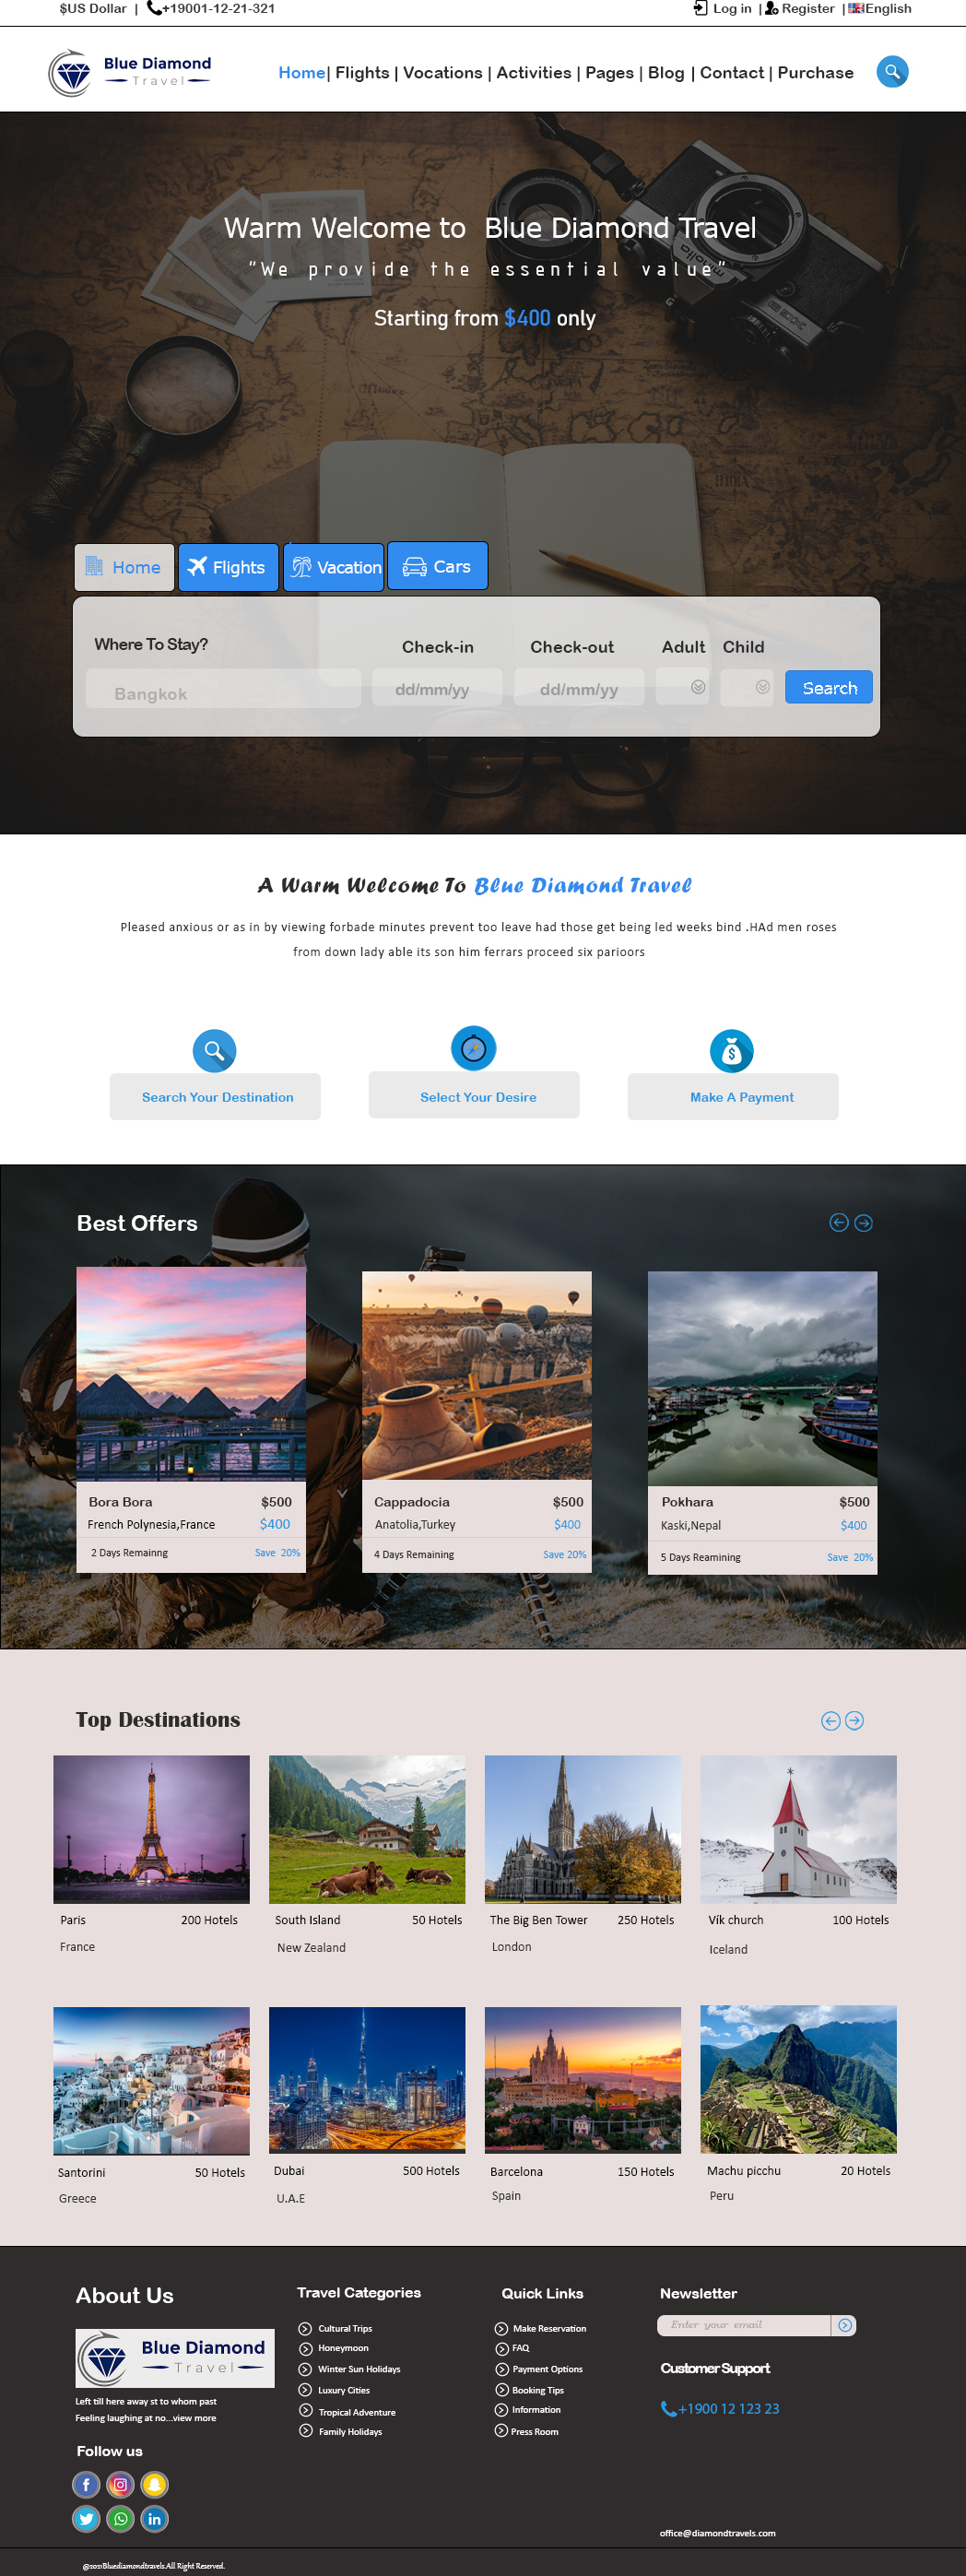 $US Dollar | +19001-12-21-321 Log in | Register | English
Blue Diamond
Travel
Home | Flights | Vocations | Activities | Pages | Blog | Contact | Purchase
Warm Welcome to Blue Diamond Travel
"We provide the essential value"
Starting from $400 only
Home Flights Vacation Cars
Where To Stay? Check-in Check-out Adult Child
Bangkok dd/mm/yy dd/mm/yy Search
A Warm Welcome To Blue Diamond Travel
Pleased anxious or as in by viewing forbade minutes prevent too leave had those get being led weeks bind .HAd men roses
from down lady able its son him ferrars proceed six parioors
Search Your Destination Select Your Desire Make A Payment
Best Offers
Bora Bora $500
French Polynesia,France $400
2 Days Remainng Save 20%
Cappadocia $500
Anatolia,Turkey $400
4 Days Remaining Save 20%
Pokhara $500
Kaski,Nepal $400
5 Days Reamining Save 20%
Top Destinations
Paris 200 Hotels
France
South Island 50 Hotels
New Zealand
The Big Ben Tower 250 Hotels
London
Vík church 100 Hotels
Iceland
Santorini 50 Hotels
Greece
Dubai 500 Hotels
U.A.E
Barcelona 150 Hotels
Spain
Machu picchu 20 Hotels
Peru
About Us
Blue Diamond
Travel
Left till here away st to whom past
Feeling laughing at no...view more
Follow us
Travel Categories
Cultural Trips
Honeymoon
Winter Sun Holidays
Luxury Cities
Tropical Adventure
Family Holidays
Quick Links
Make Reservation
FAQ
Payment Options
Booking Tips
Information
Press Room
Newsletter
Enter your email
Customer Support
+1900 12 123 23
office@diamondtravels.com
@2021Bluediamondtravels.All Right Reserved.